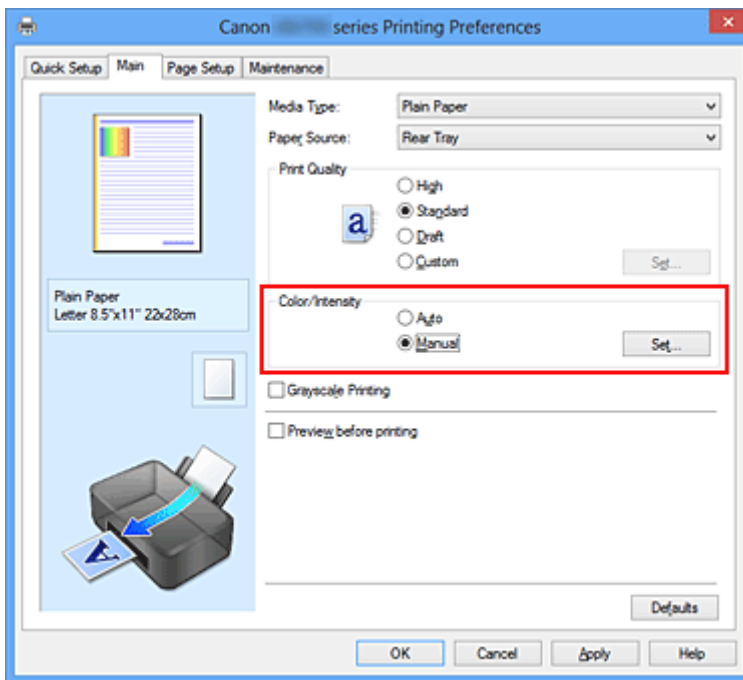 Canon series Printing Preferences
Quick Setup Main Page Setup Maintenance
Media Type: Plain Paper
Paper Source: Rear Tray
Print Quality
High
Standard
Draft
Custom Set...
a
Plain Paper
Letter 8.5"x11" 22x28cm
Color/Intensity
Auto
Manual Set...
Grayscale Printing
Preview before printing
A
Defaults
OK Cancel Apply Help